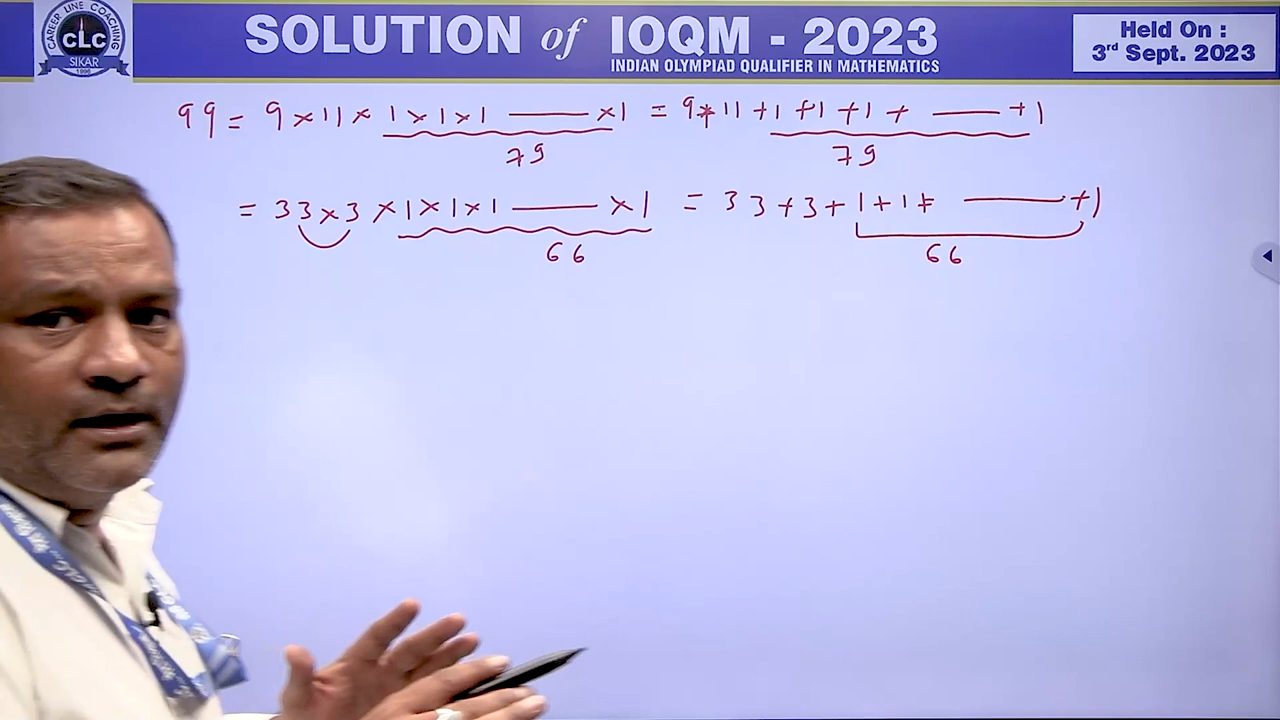 CAREER LINE COACHING
CLC
SIKAR
1996
SOLUTION of IOQM - 2023
INDIAN OLYMPIAD QUALIFIER IN MATHEMATICS
Held On :
3rd Sept. 2023
99 = 9 × 11 × 1 × 1 × 1 —— × 1 = 9 + 11 + 1 + 1 + 1 + —— + 1
79 79
= 33 × 3 × 1 × 1 × 1 —— × 1 = 33 + 3 + 1 + 1 + —— + 1
66 66